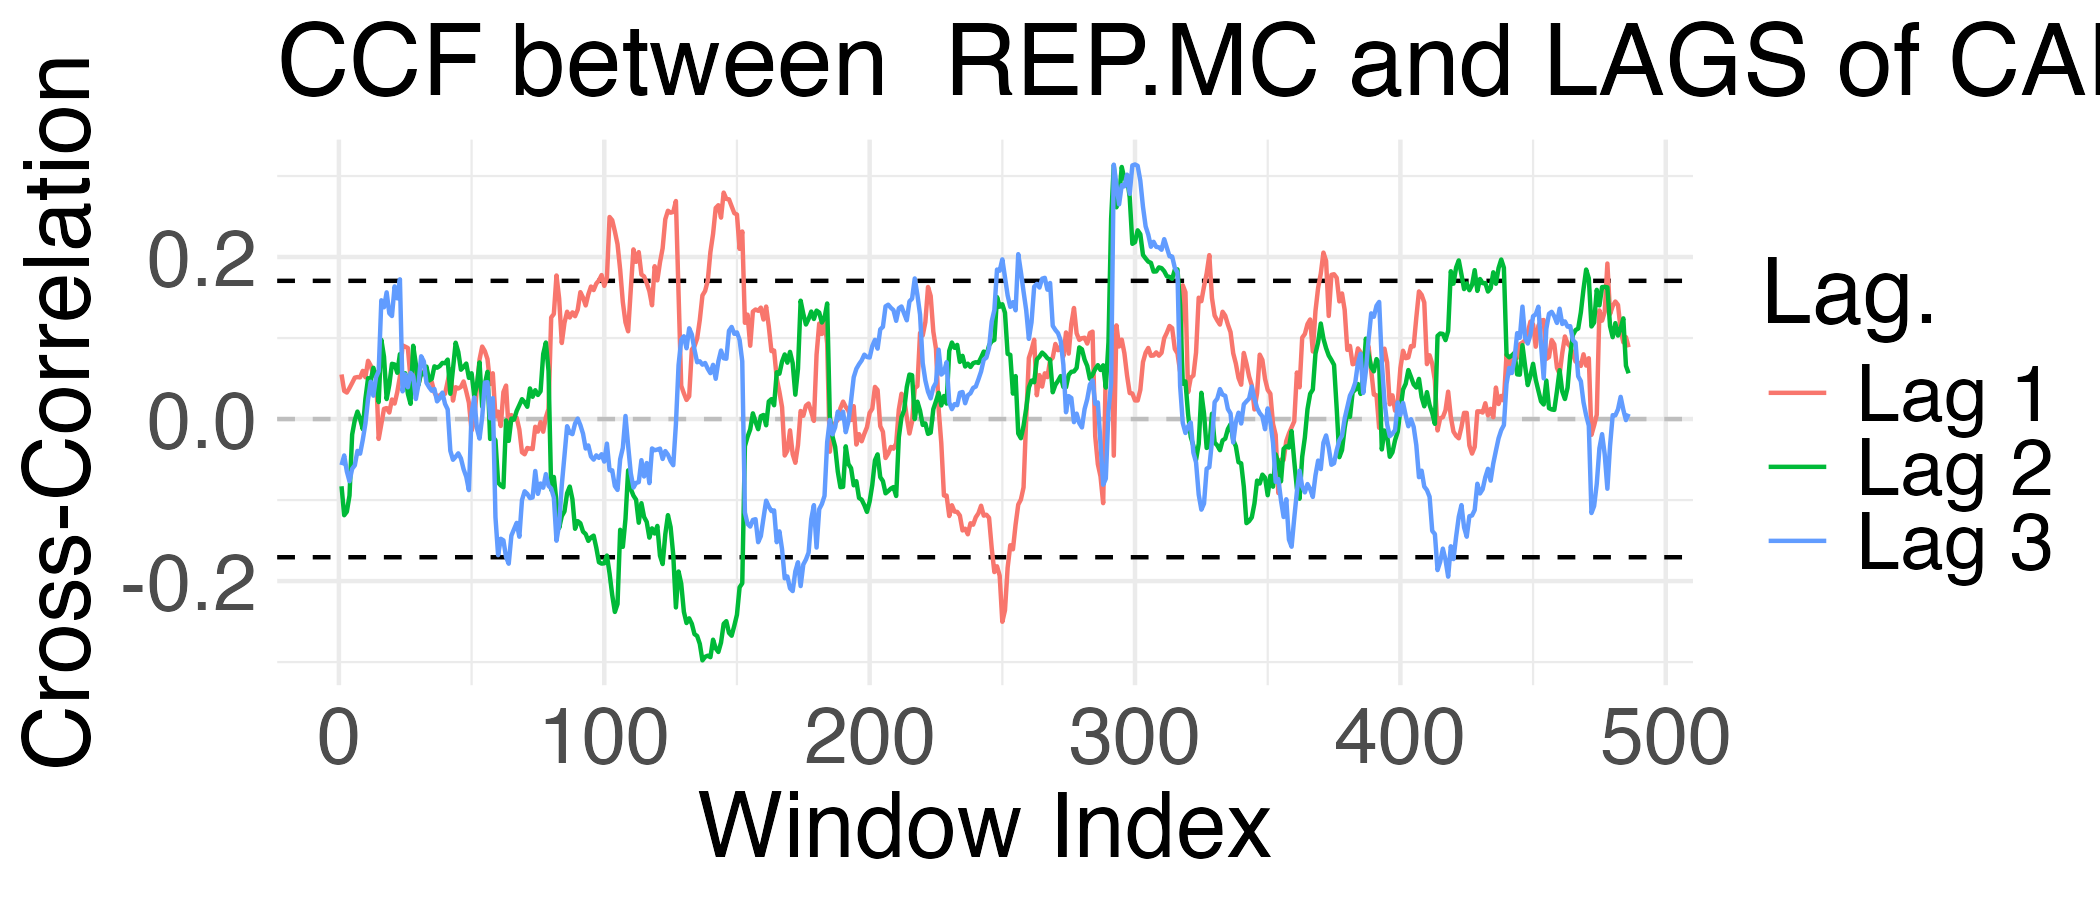 CCF between REP.MC and LAGS of
Cross-Correlation
0.2
0.0
-0.2
0
100
200
300
400
500
Window Index
Lag.
Lag 1
Lag 2
Lag 3